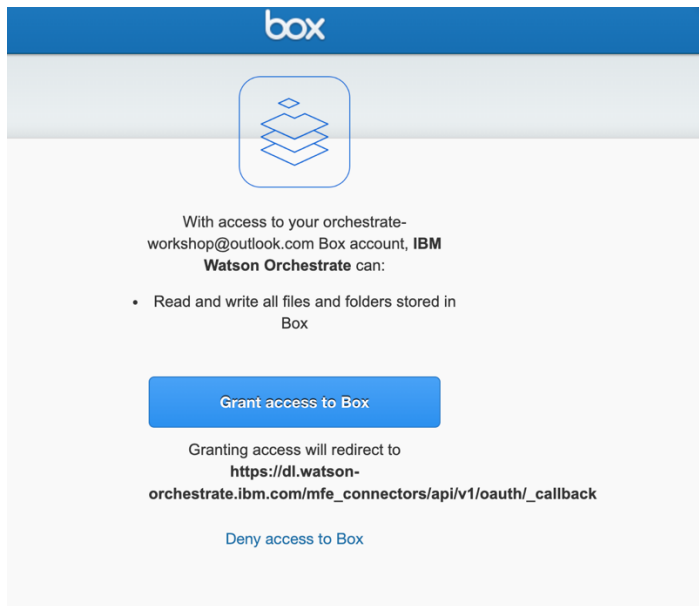 box
With access to your orchestrate-
workshop@outlook.com Box account, IBM
Watson Orchestrate can:
• Read and write all files and folders stored in
Box
Grant access to Box
Granting access will redirect to
https://dl.watson-
orchestrate.ibm.com/mfe_connectors/api/v1/oauth/_callback
Deny access to Box